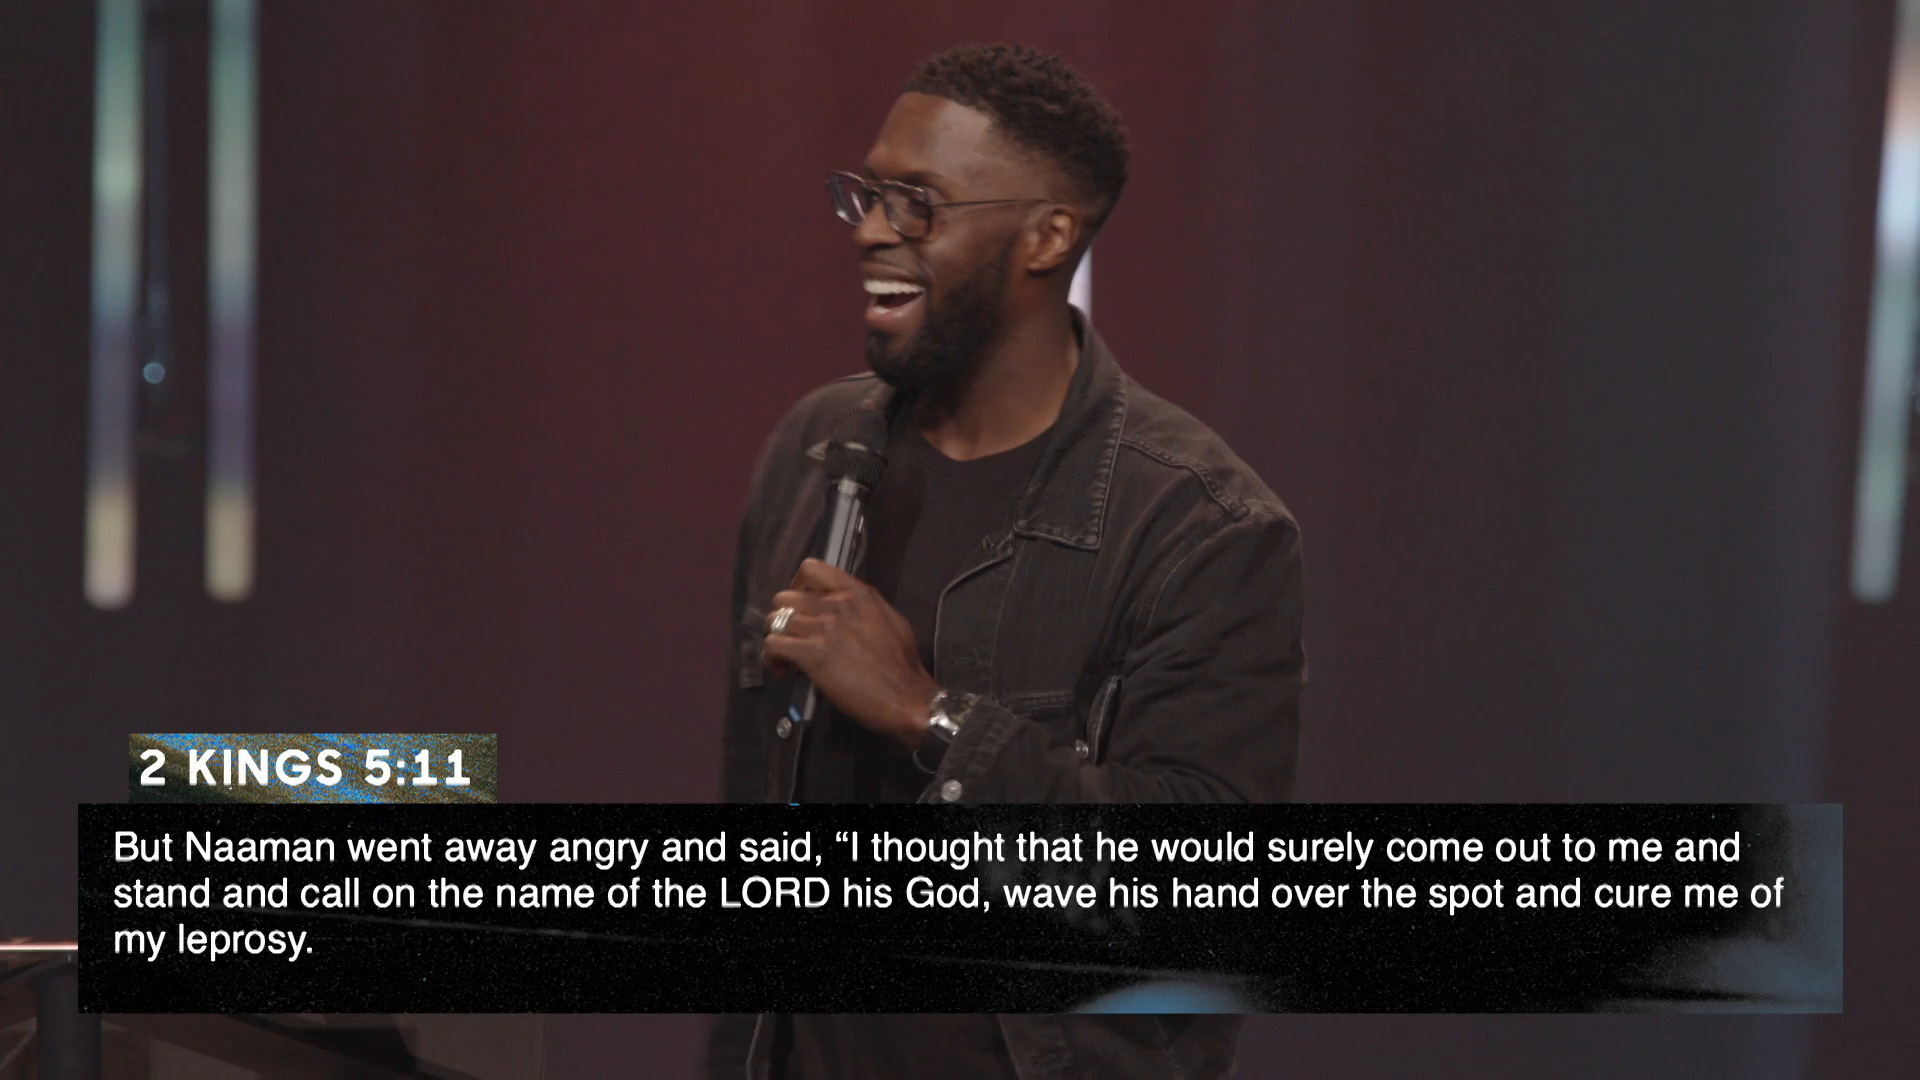 2 KINGS 5:11
But Naaman went away angry and said, “I thought that he would surely come out to me and
stand and call on the name of the LORD his God, wave his hand over the spot and cure me of
my leprosy.